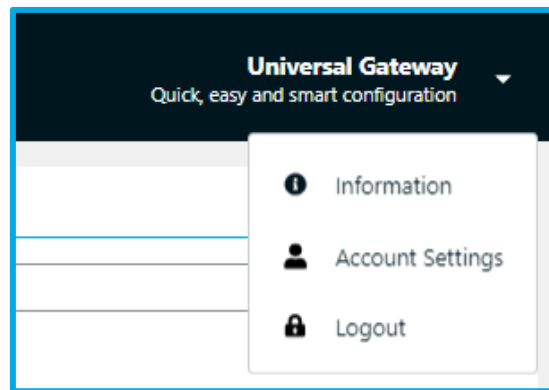 Universal Gateway
Quick, easy and smart configuration
Information
Account Settings
Logout